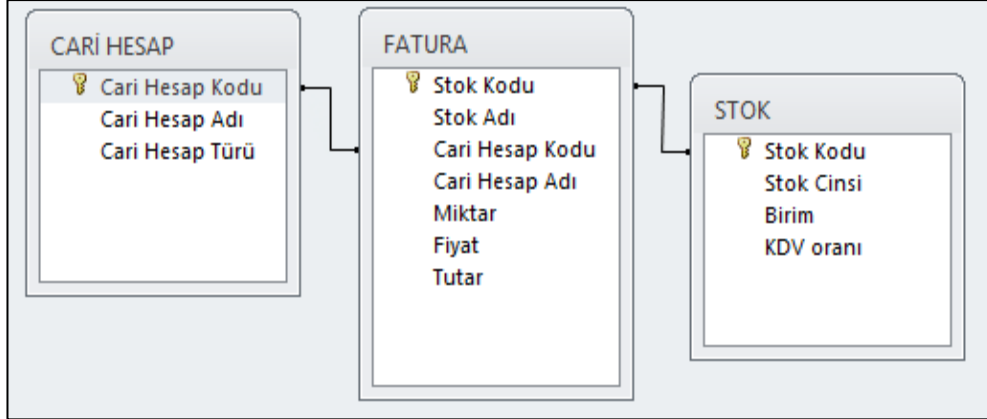 CARİ HESAP
Cari Hesap Kodu
Cari Hesap Adı
Cari Hesap Türü
FATURA
Stok Kodu
Stok Adı
Cari Hesap Kodu
Cari Hesap Adı
Miktar
Fiyat
Tutar
STOK
Stok Kodu
Stok Cinsi
Birim
KDV oranı